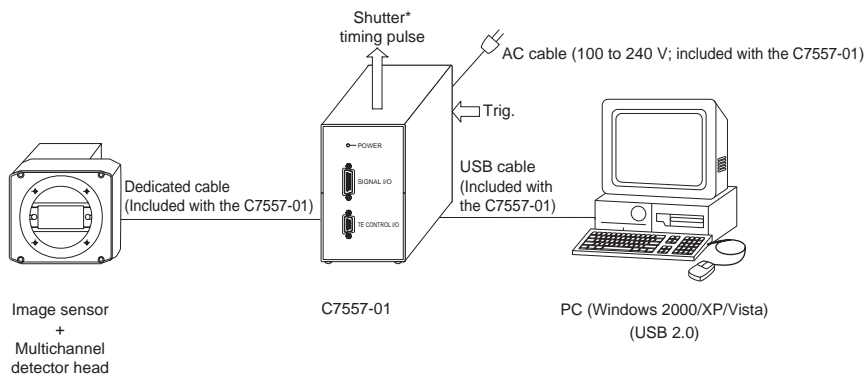 Shutter*
timing pulse
AC cable (100 to 240 V; included with the C7557-01)
Trig.
POWER
SIGNAL I/O
TE CONTROL I/O
Dedicated cable
(Included with the C7557-01)
USB cable
(Included with
the C7557-01)
Image sensor
+
Multichannel
detector head
C7557-01
PC (Windows 2000/XP/Vista)
(USB 2.0)